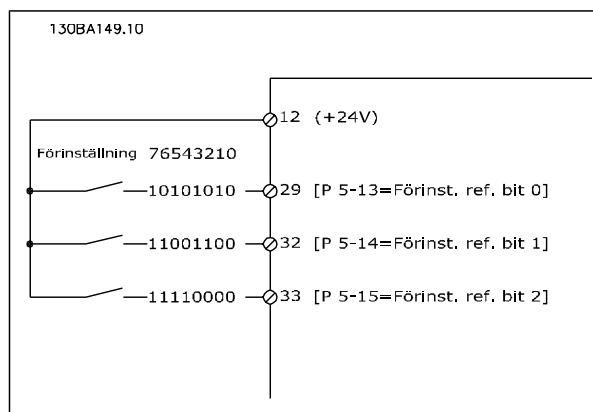 130BA149.10
12 (+24V)
Förinställning 76543210
10101010 29 [P 5-13=Förinst. ref. bit 0]
11001100 32 [P 5-14=Förinst. ref. bit 1]
11110000 33 [P 5-15=Förinst. ref. bit 2]